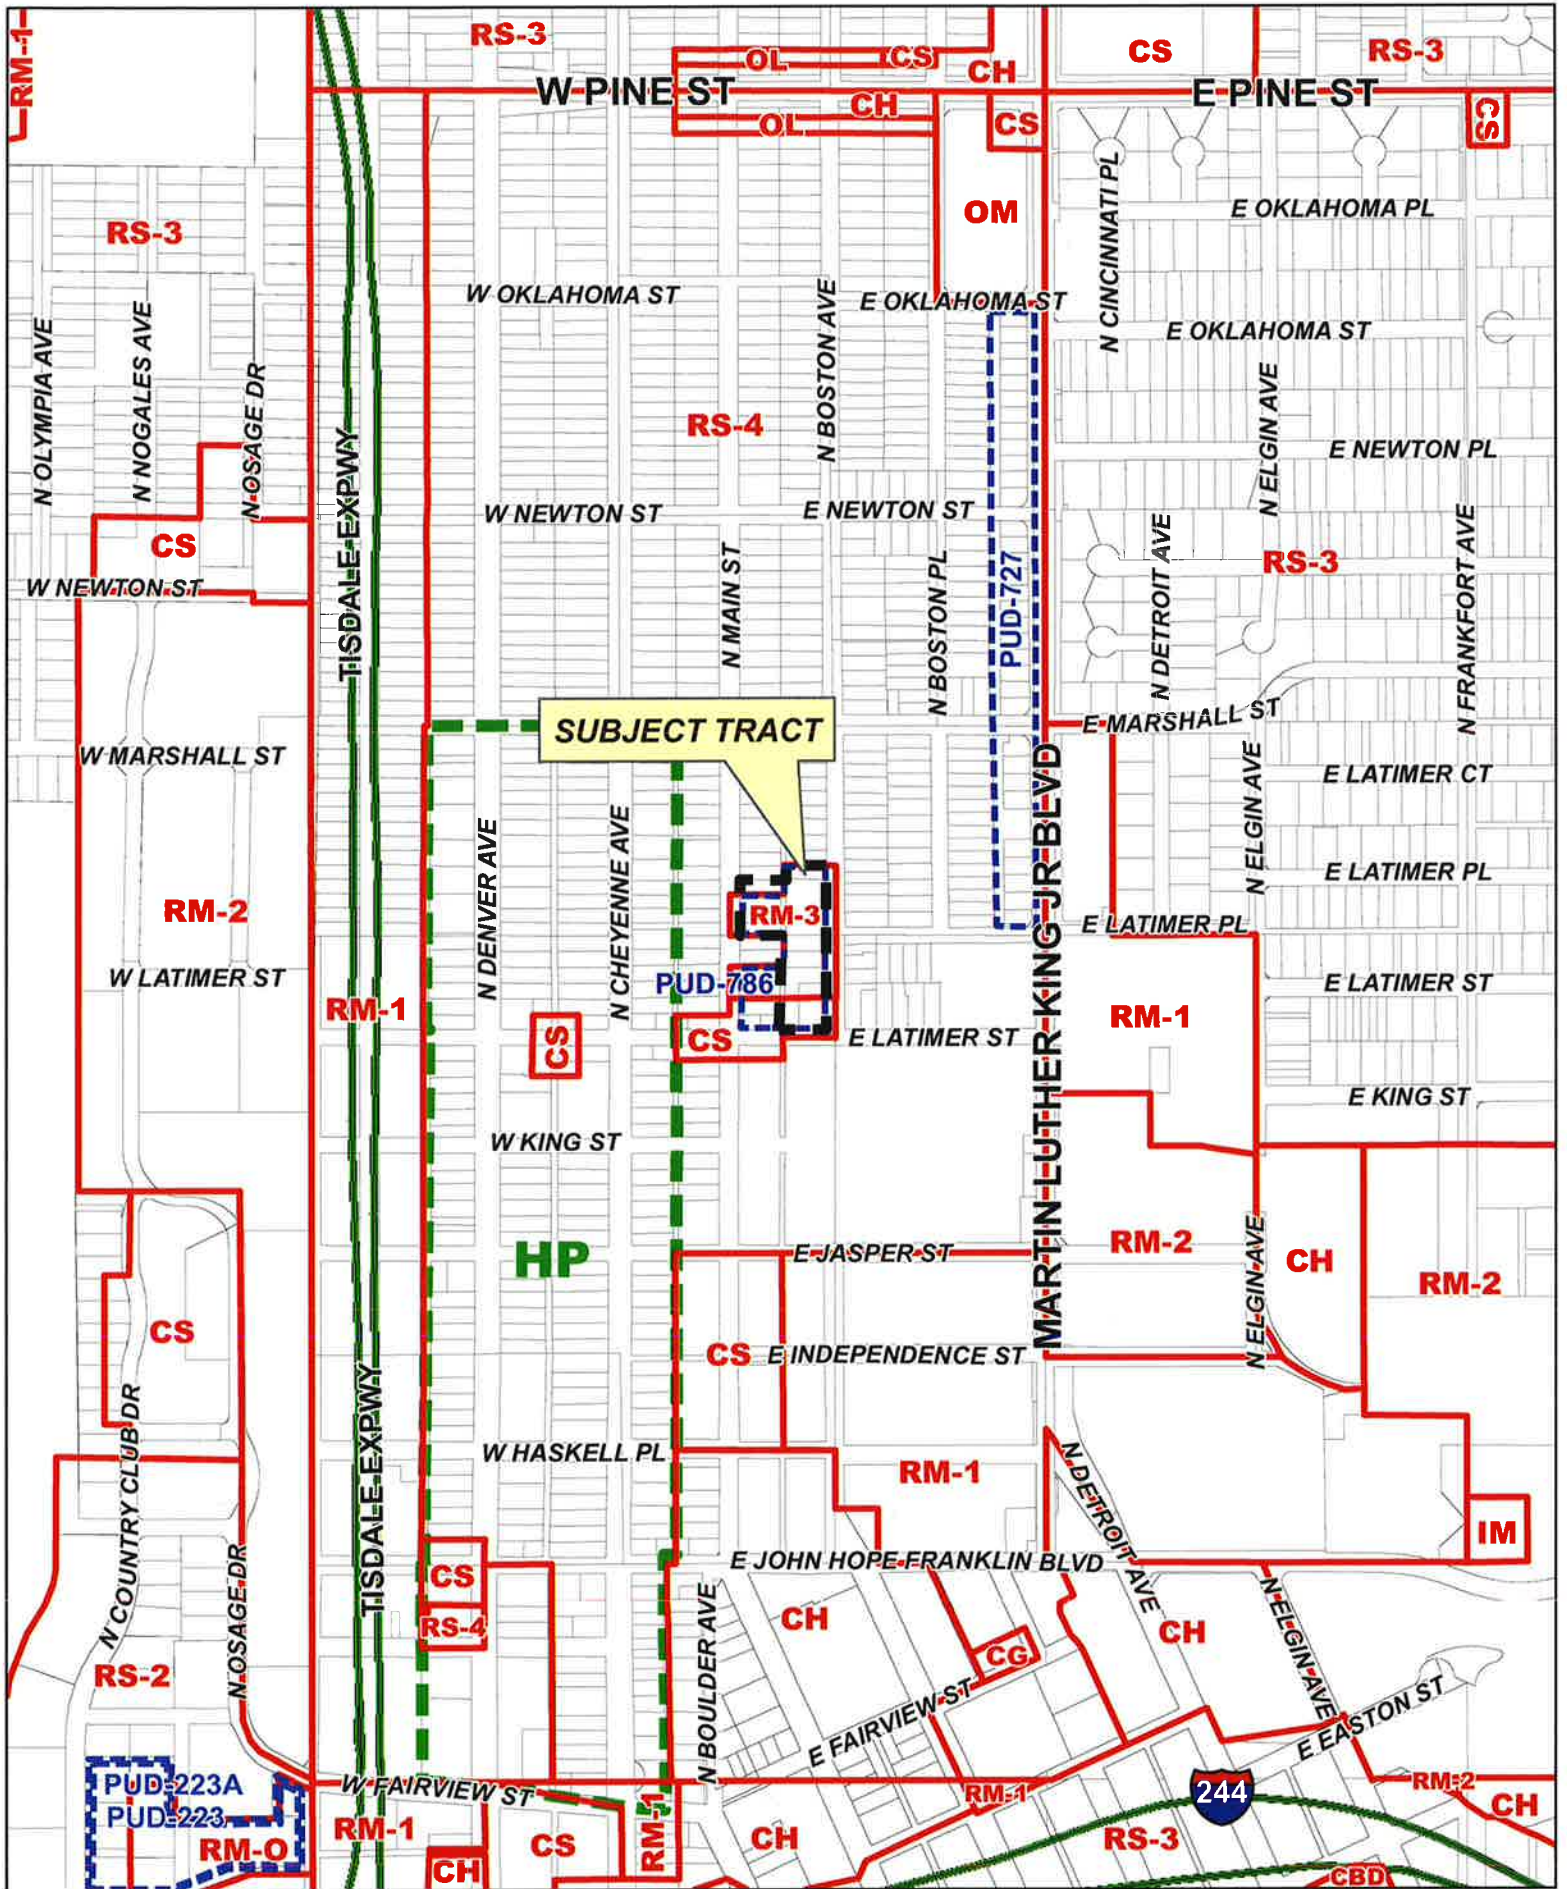 RM-1
RS-3
OL
CS
CH
CS
RS-3
W PINE ST
E PINE ST
CH
OL
CS
CS
N CINCINNATI PL
OM
E OKLAHOMA PL
RS-3
W OKLAHOMA ST
E OKLAHOMA ST
E OKLAHOMA ST
N OLYMPIA AVE
N NOGALES AVE
N OSAGE DR
N BOSTON AVE
RS-4
N ELGIN AVE
E NEWTON PL
TISDALE EXPWY
W NEWTON ST
E NEWTON ST
CS
W NEWTON ST
N MAIN ST
N BOSTON PL
PUD-727
N DETROIT AVE
RS-3
N FRANKFORT AVE
SUBJECT TRACT
E MARSHALL ST
W MARSHALL ST
E LATIMER CT
N DENVER AVE
N CHEYENNE AVE
MARTIN LUTHER KING JR BLVD
N ELGIN AVE
E LATIMER PL
RM-2
RM-3
E LATIMER PL
W LATIMER ST
PUD-786
E LATIMER ST
RM-1
CS
CS
E LATIMER ST
RM-1
E KING ST
W KING ST
HP
E JASPER ST
RM-2
N ELGIN AVE
CH
RM-2
CS
CS
E INDEPENDENCE ST
N COUNTRY CLUB DR
TISDALE EXPWY
W HASKELL PL
RM-1
N DETROIT AVE
IM
E JOHN HOPE FRANKLIN BLVD
CS
N OSAGE DR
RS-4
N BOULDER AVE
CH
CH
N ELGIN AVE
CG
RS-2
E FAIRVIEW ST
E EASTON ST
PUD-223A
PUD-223
W FAIRVIEW ST
RM-1
244
RM-2
CH
RM-O
RM-1
CS
RM-1
CH
RS-3
CH
CBD